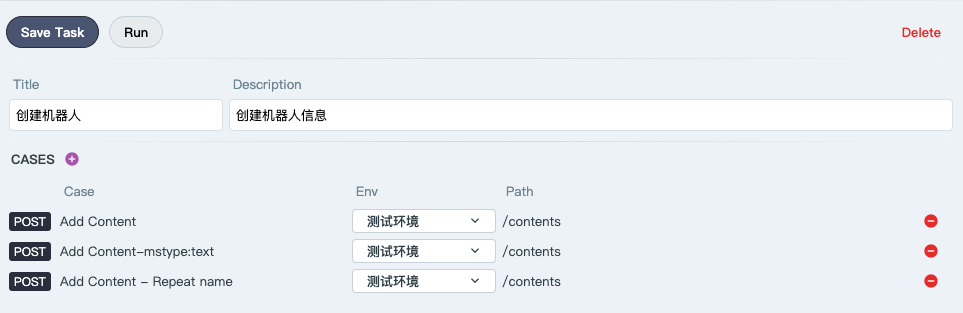 Save Task Run Delete
Title Description
创建机器人 创建机器人信息
CASES
Case Env Path
POST Add Content 测试环境 /contents
POST Add Content-mstype:text 测试环境 /contents
POST Add Content - Repeat name 测试环境 /contents